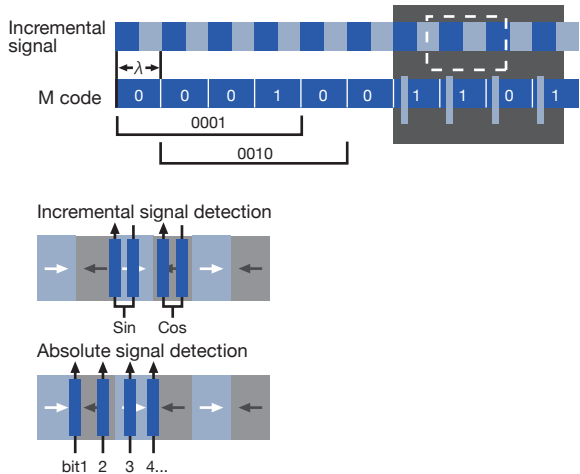 Incremental
signal
λ
M code
0 0 0 1 0 0 1 1 0 1
0001
0010
Incremental signal detection
Sin Cos
Absolute signal detection
bit1 2 3 4...